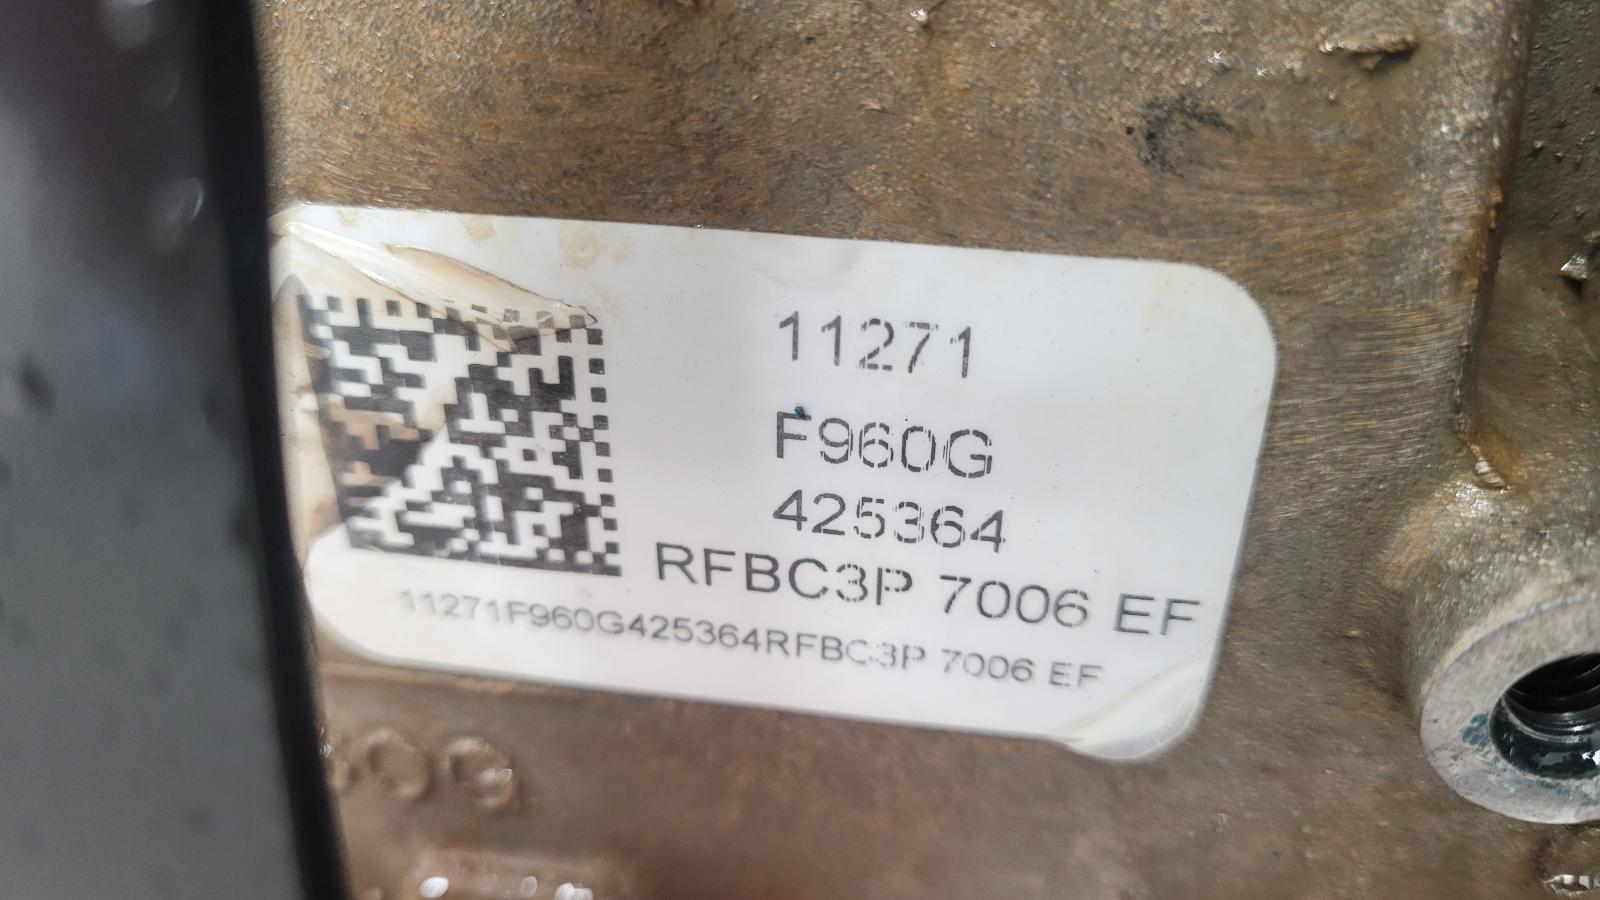 11271
F960G
425364
RFBC3P 7006 EF
11271F960G425364RFBC3P 7006 EF